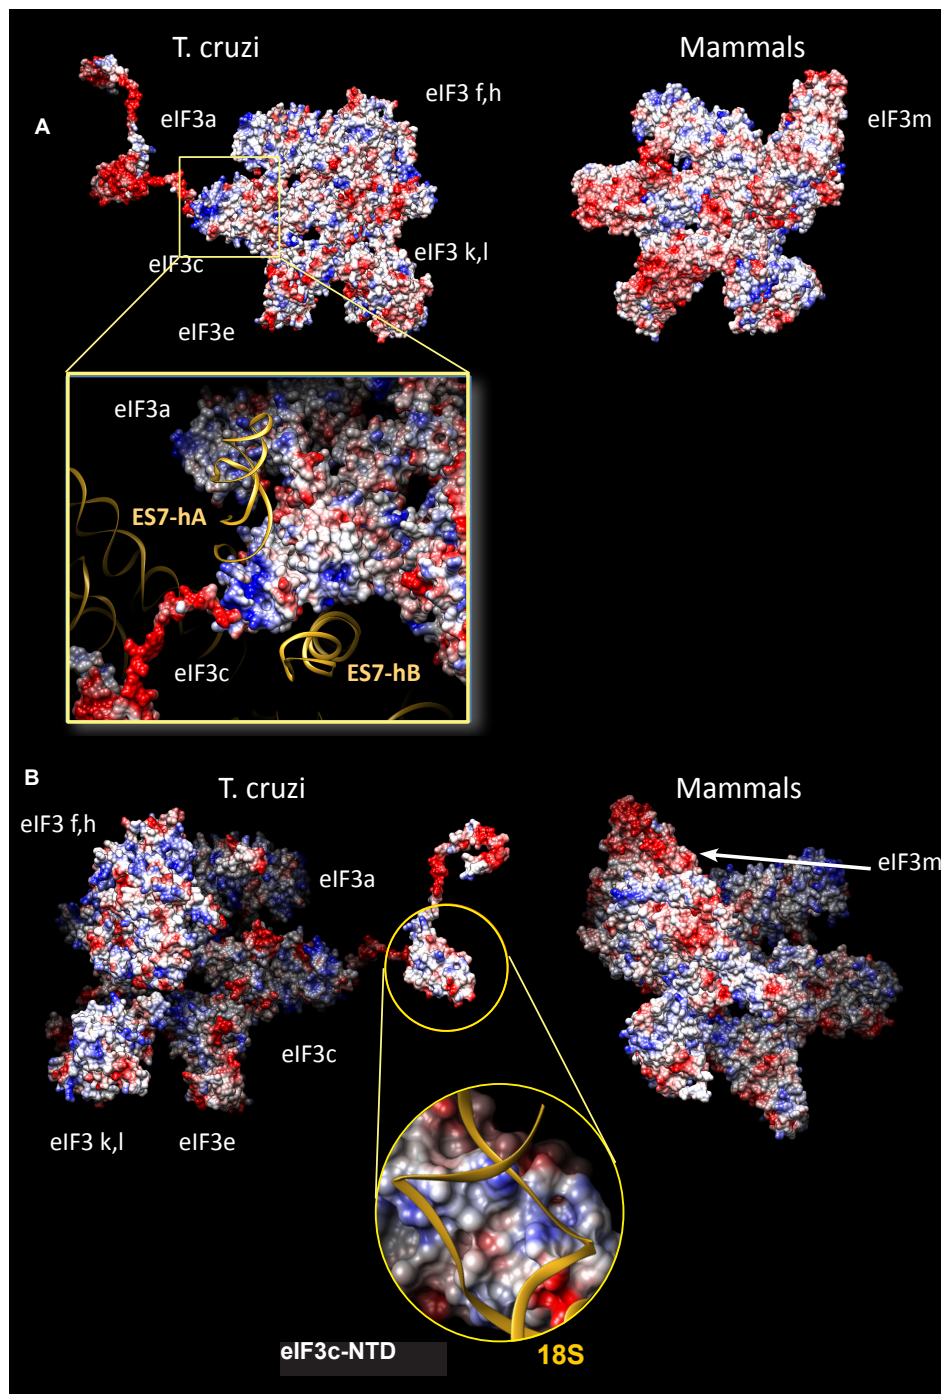 T. cruzi
Mammals
eIF3 f,h
A
eIF3a
eIF3m
eIF3 k,l
eIF3c
eIF3e
eIF3a
ES7-hA
eIF3c
ES7-hB
B
T. cruzi
Mammals
eIF3 f,h
eIF3a
eIF3m
eIF3c
eIF3 k,l
eIF3e
eIF3c-NTD
18S